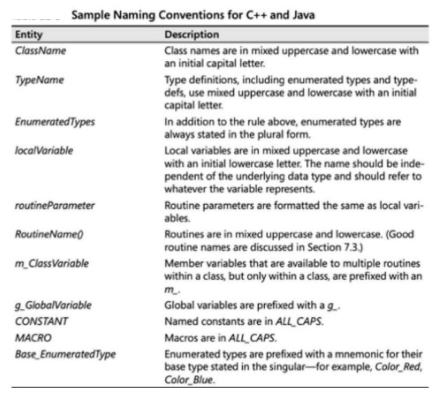 Sample Naming Conventions for C++ and Java
Entity Description
ClassName Class names are in mixed uppercase and lowercase with
an initial capital letter.
TypeName Type definitions, including enumerated types and type-
defs, use mixed uppercase and lowercase with an initial
capital letter.
EnumeratedTypes In addition to the rule above, enumerated types are
always stated in the plural form.
localVariable Local variables are in mixed uppercase and lowercase
with an initial lowercase letter. The name should be inde-
pendent of the underlying data type and should refer to
whatever the variable represents.
routineParameter Routine parameters are formatted the same as local vari-
ables.
RoutineName() Routines are in mixed uppercase and lowercase. (Good
routine names are discussed in Section 7.3.)
m_ClassVariable Member variables that are available to multiple routines
within a class, but only within a class, are prefixed with an
m_.
g_GlobalVariable Global variables are prefixed with a g_.
CONSTANT Named constants are in ALL_CAPS.
MACRO Macros are in ALL_CAPS.
Base_EnumeratedType Enumerated types are prefixed with a mnemonic for their
base type stated in the singular—for example, Color_Red,
Color_Blue.